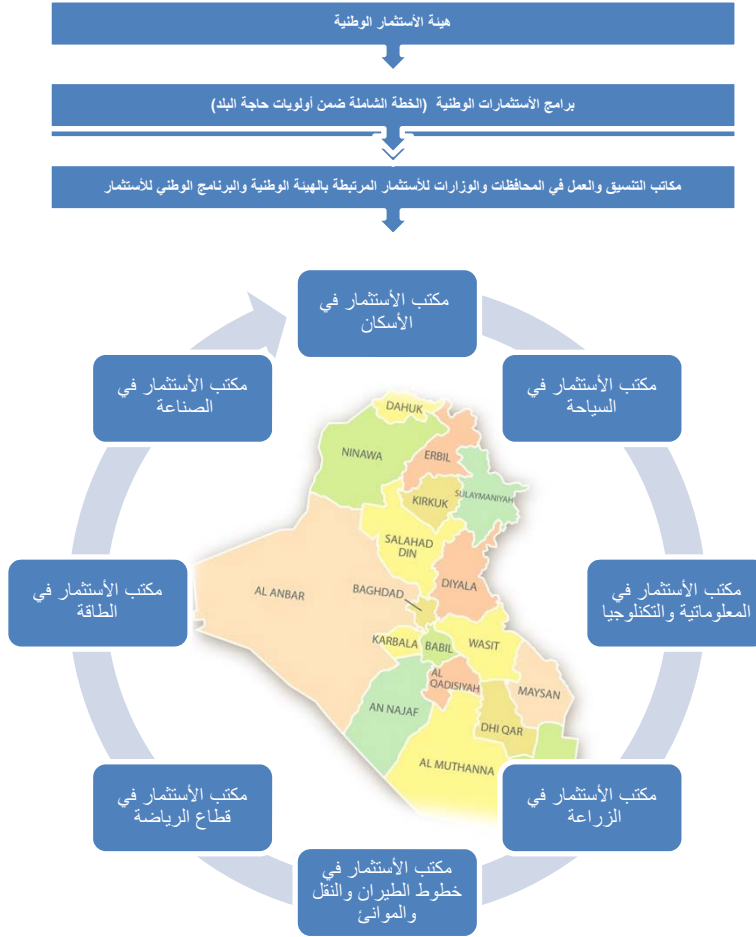 هيئة الأستثمار الوطنية
برامج الأستثمارات الوطنية (الخطة الشاملة ضمن أولويات حاجة البلد)
مكاتب التنسيق والعمل في المحافظات والوزارات للأستثمار المرتبطة بالهيئة الوطنية والبرنامج الوطني للأستثمار
مكتب الأستثمار في
الأسكان
مكتب الأستثمار في
السياحة
مكتب الأستثمار في
المعلوماتية والتكنلوجيا
مكتب الأستثمار في
الزراعة
مكتب الأستثمار في
خطوط الطيران والنقل
والموانئ
مكتب الأستثمار في
قطاع الرياضة
مكتب الأستثمار في
الطاقة
مكتب الأستثمار في
الصناعة
DAHUK
NINAWA
ERBIL
SULAYMANIYAH
KIRKUK
SALAHAD
DIN
DIYALA
AL ANBAR
BAGHDAD
KARBALA
BABIL
WASIT
AL
QADISIYAH
MAYSAN
AN NAJAF
DHI QAR
AL MUTHANNA